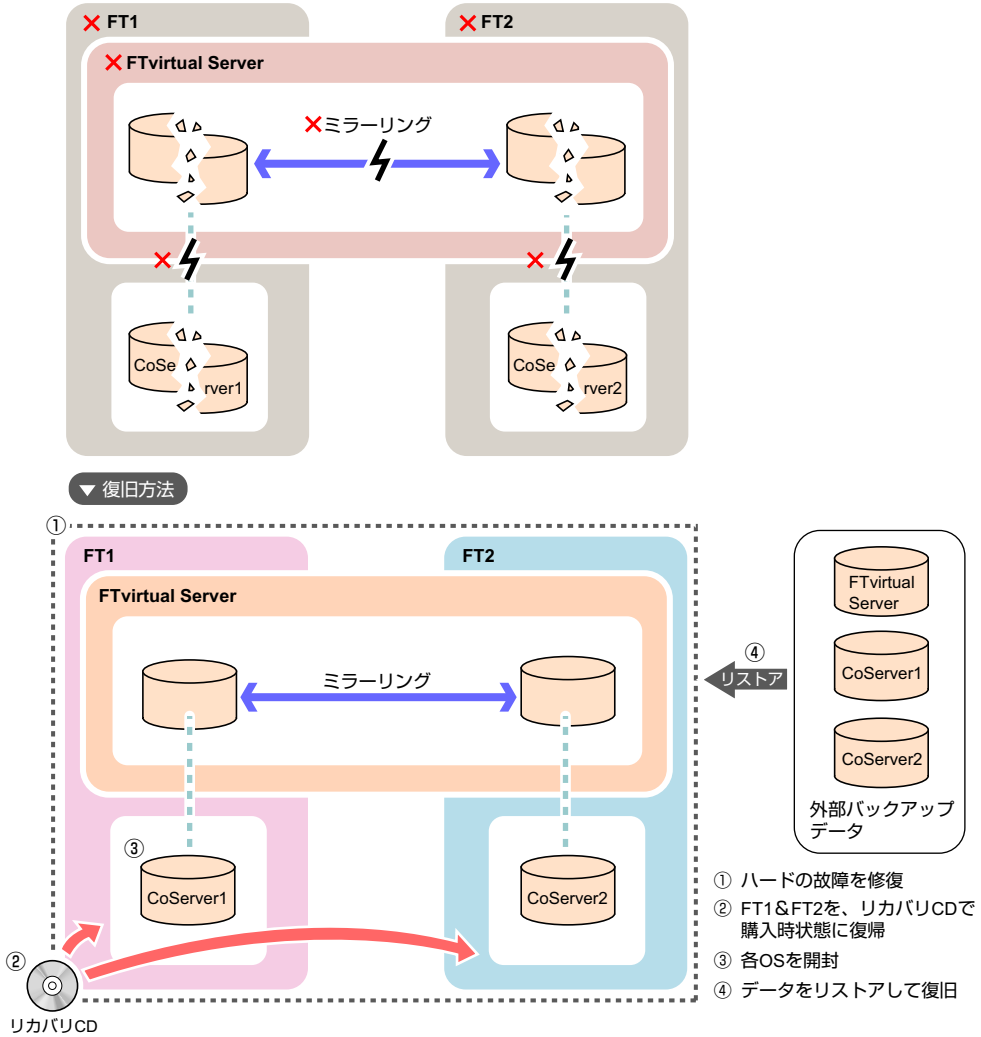 FT1
FT2
FTvirtual Server
ミラーリング
CoSe
rver1
CoSe
rver2
▼ 復旧方法
①
FT1
FT2
FTvirtual Server
ミラーリング
③
CoServer1
CoServer2
②
リカバリCD
④
リストア
FTvirtual
Server
CoServer1
CoServer2
外部バックアップ
データ
① ハードの故障を修復
② FT1&FT2を、リカバリCDで
購入時状態に復帰
③ 各OSを開封
④ データをリストアして復旧